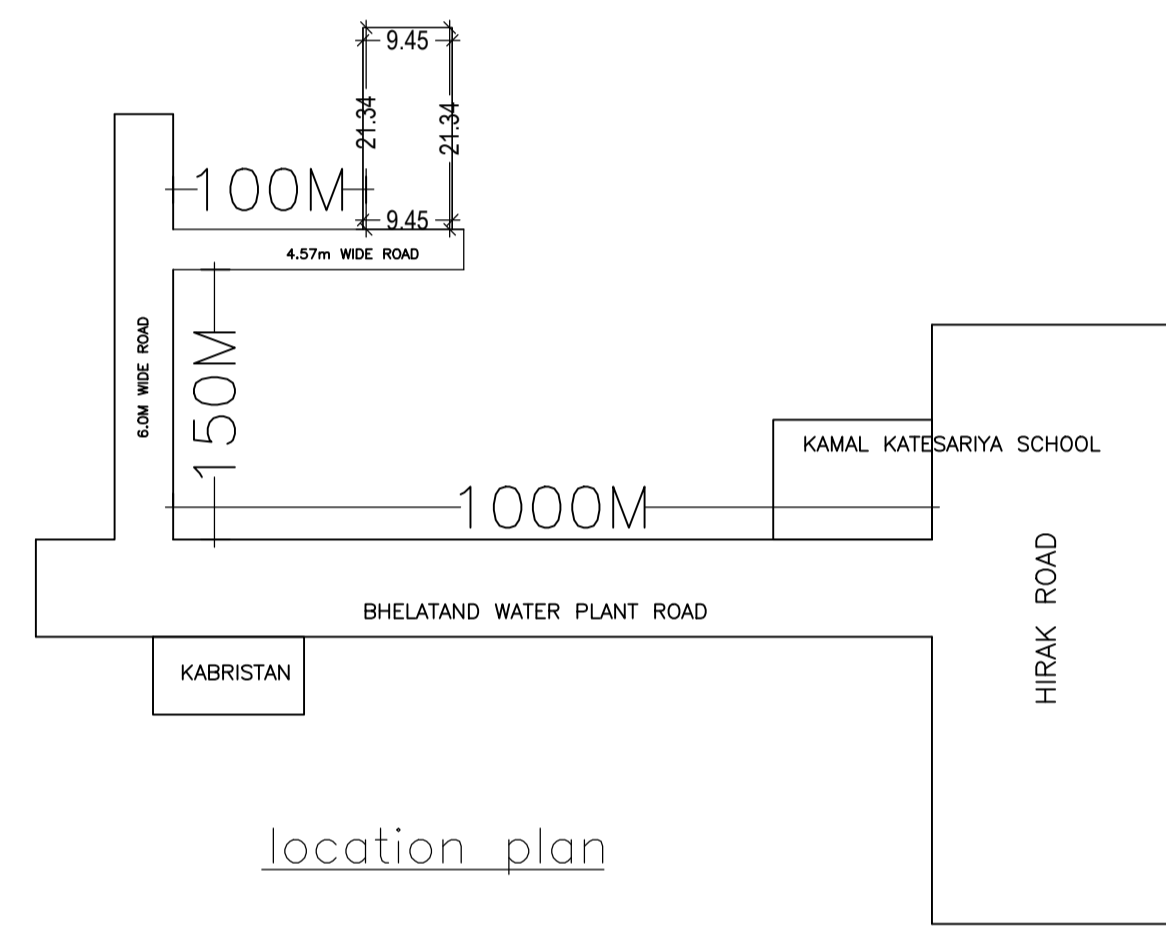 9.45
21.34
21.34
100M
9.45
4.57m WIDE ROAD
6.0M WIDE ROAD
150M
KAMAL KATESARIYA SCHOOL
1000M
HIRAK ROAD
BHELATAND WATER PLANT ROAD
KABRISTAN
location plan